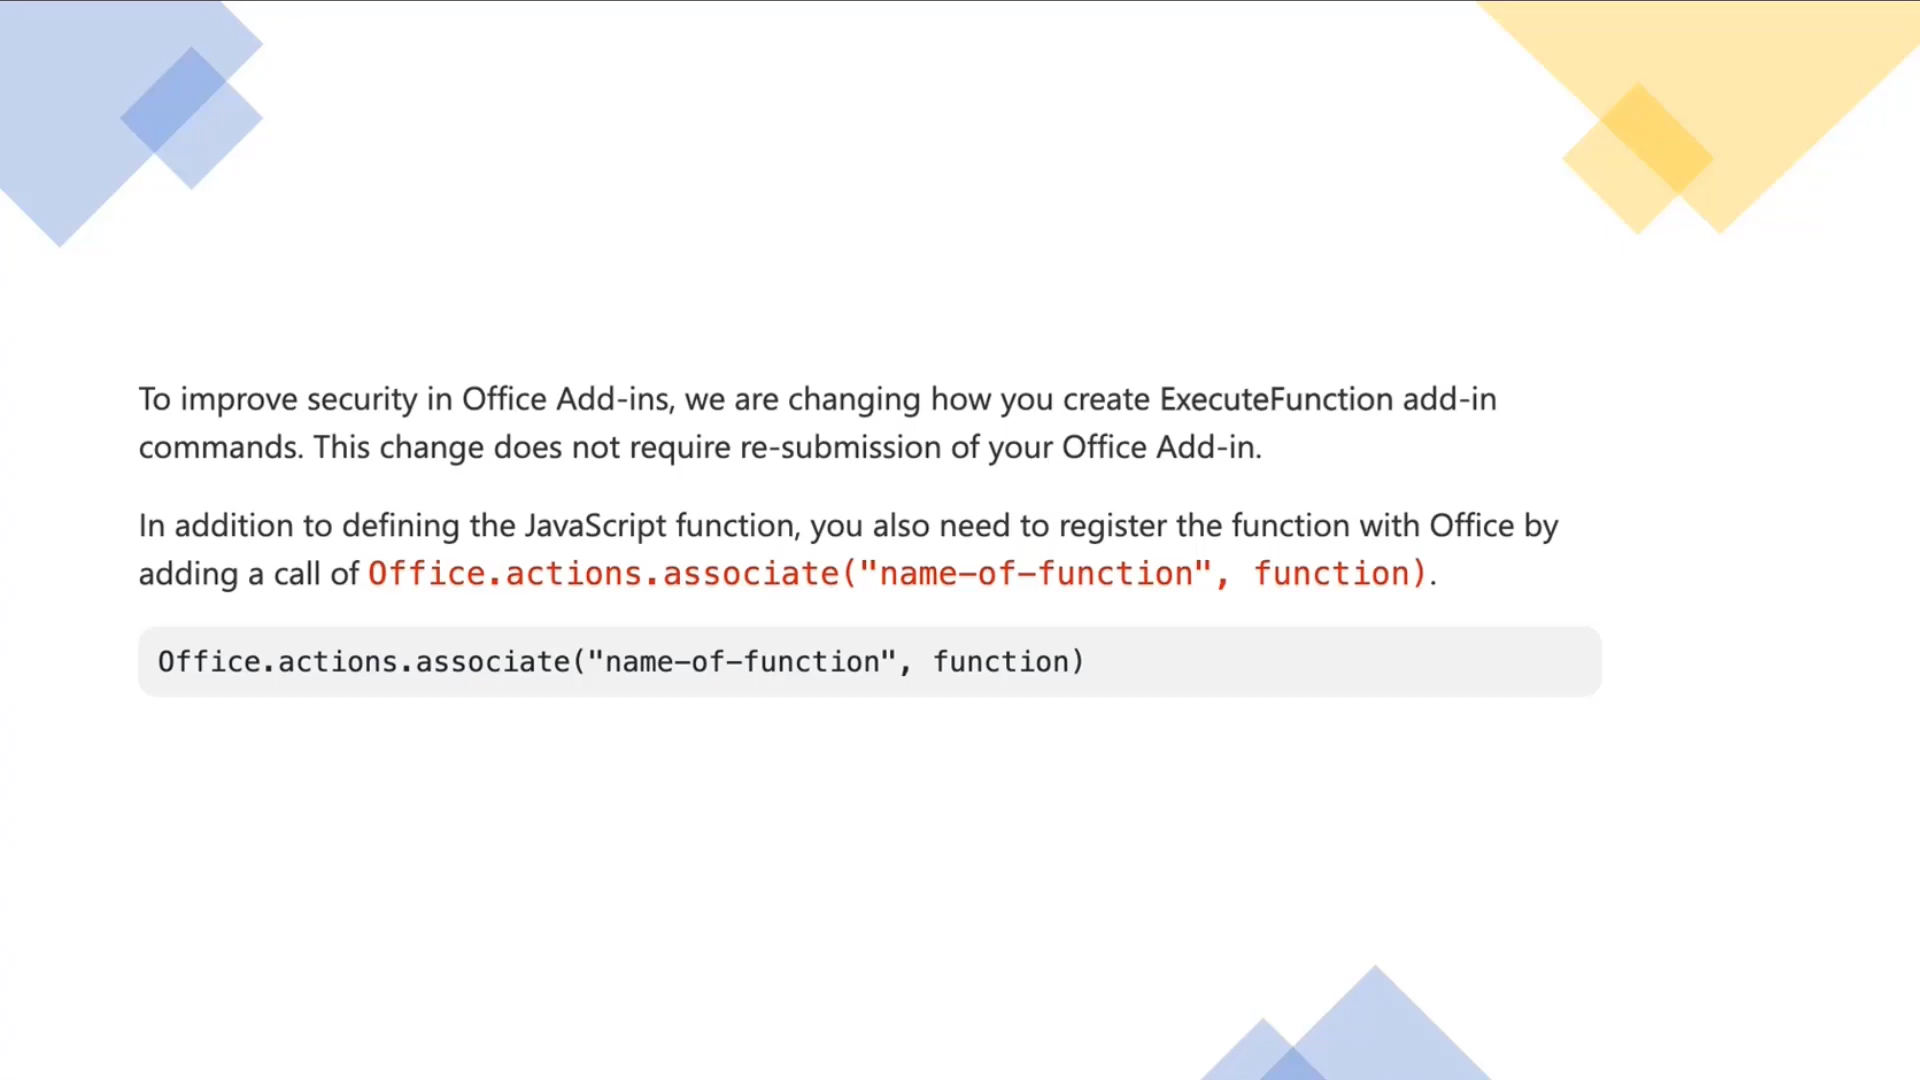 To improve security in Office Add-ins, we are changing how you create ExecuteFunction add-in
commands. This change does not require re-submission of your Office Add-in.
In addition to defining the JavaScript function, you also need to register the function with Office by
adding a call of Office.actions.associate("name-of-function", function).
Office.actions.associate("name-of-function", function)